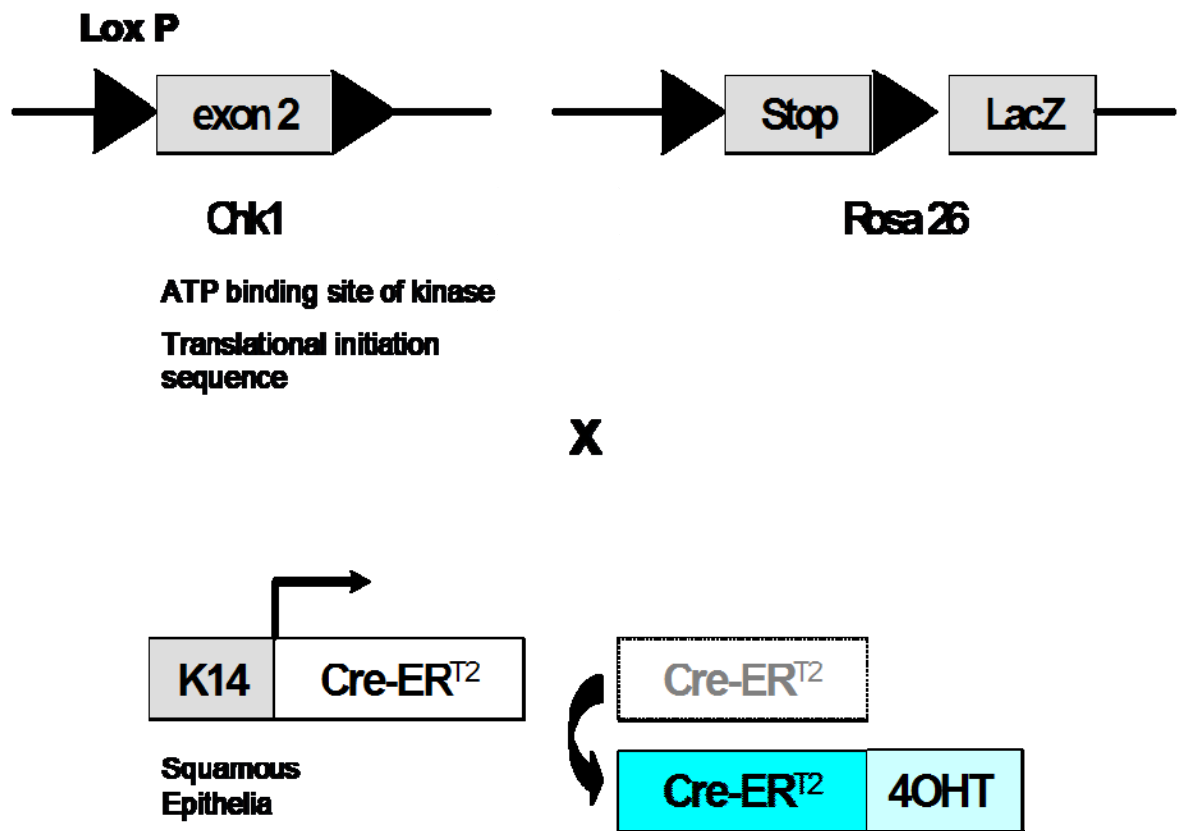 Lox P
exon 2
Stop
LacZ
Chk1
Rosa 26
ATP binding site of kinase
Translational initiation
sequence
X
K14
Cre-ERT2
Cre-ERT2
Squamous
Epithelia
Cre-ERT2
4OHT